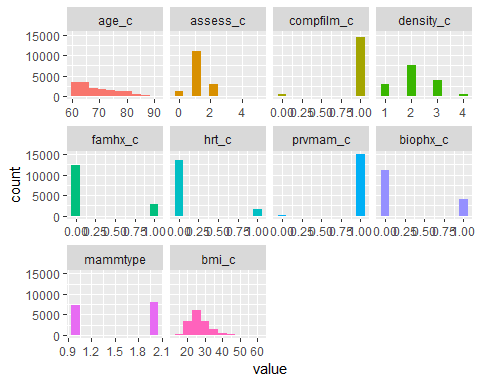 age_c assess_c compfilm_c density_c
15000
10000
5000
0
60 70 80 90 0 2 4 0.00 0.25 0.50 0.75 1.00 1 2 3 4
famhx_c hrt_c prvmam_c biophx_c
15000
10000
5000
0
0.00 0.25 0.50 0.75 1.00 0.00 0.25 0.50 0.75 1.00 0.00 0.25 0.50 0.75 1.00 0.00 0.25 0.50 0.75 1.00
mammtype bmi_c
15000
10000
5000
0
0.9 1.2 1.5 1.8 2.1 20 30 40 50 60
count
value